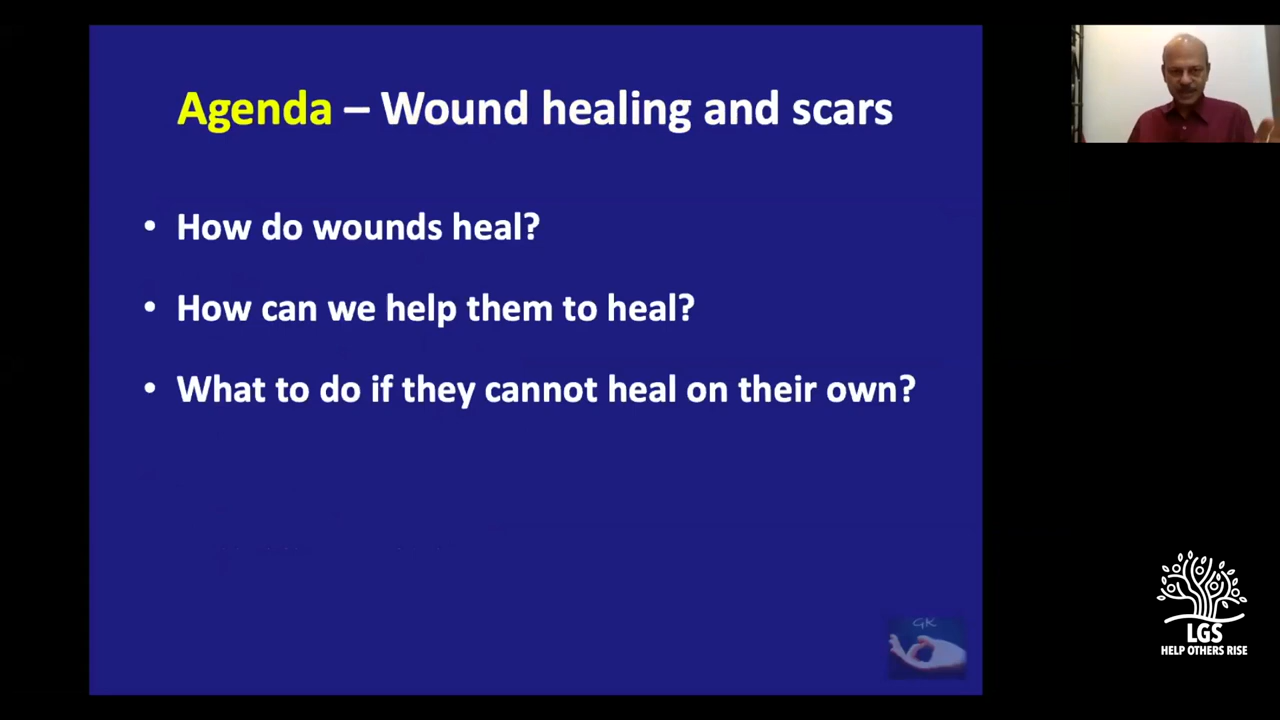 Agenda – Wound healing and scars
• How do wounds heal?
• How can we help them to heal?
• What to do if they cannot heal on their own?
GK
LGS
HELP OTHERS RISE